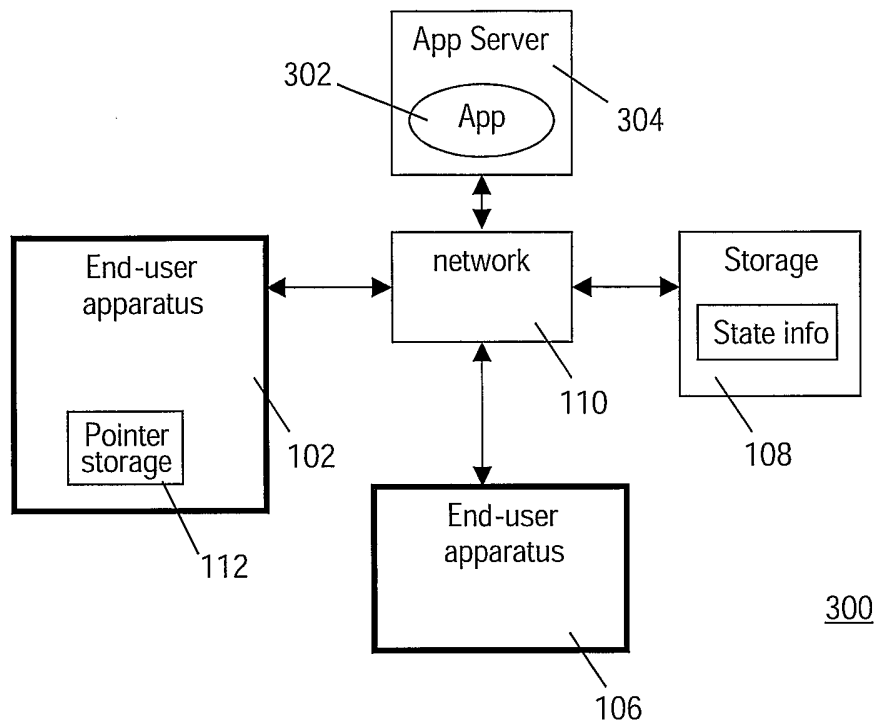 App Server
302
App
304
End-user
apparatus
network
Storage
State info
110
108
Pointer
storage
102
112
End-user
apparatus
300
106